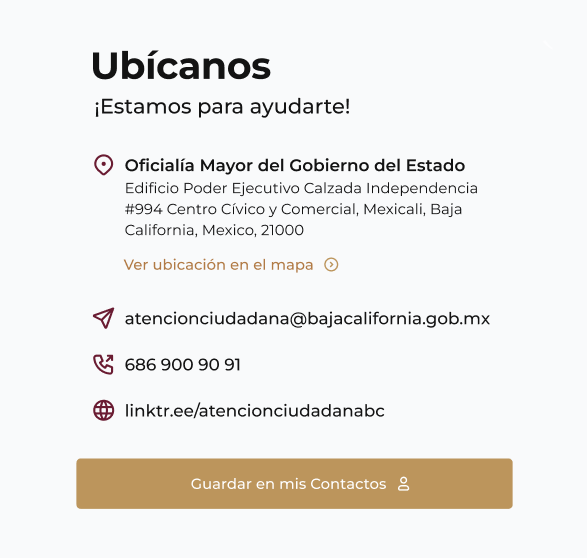 Ubícanos
¡Estamos para ayudarte!
Oficialía Mayor del Gobierno del Estado
Edificio Poder Ejecutivo Calzada Independencia
#994 Centro Cívico y Comercial, Mexicali, Baja
California, Mexico, 21000
Ver ubicación en el mapa
atencionciudadana@bajacalifornia.gob.mx
686 900 90 91
linktr.ee/atencionciudadanabc
Guardar en mis Contactos